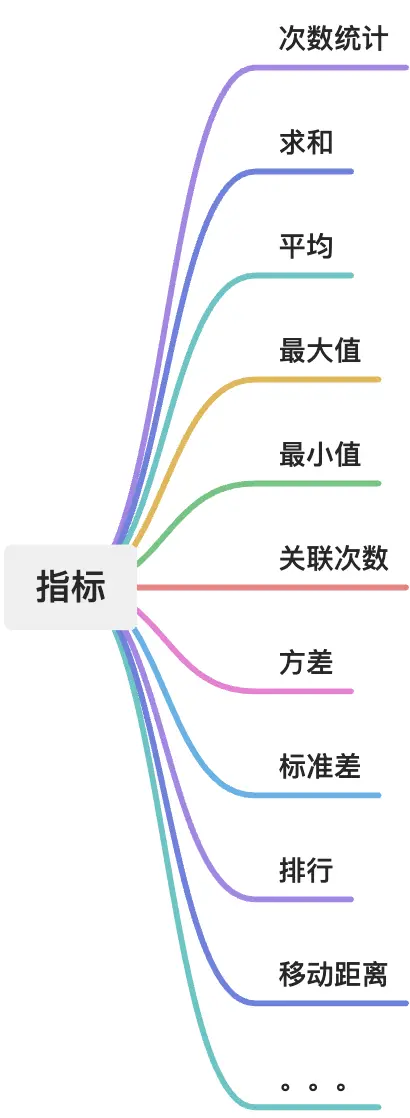 次数统计
求和
平均
最大值
最小值
关联次数
指标
方差
标准差
排行
移动距离
。。。